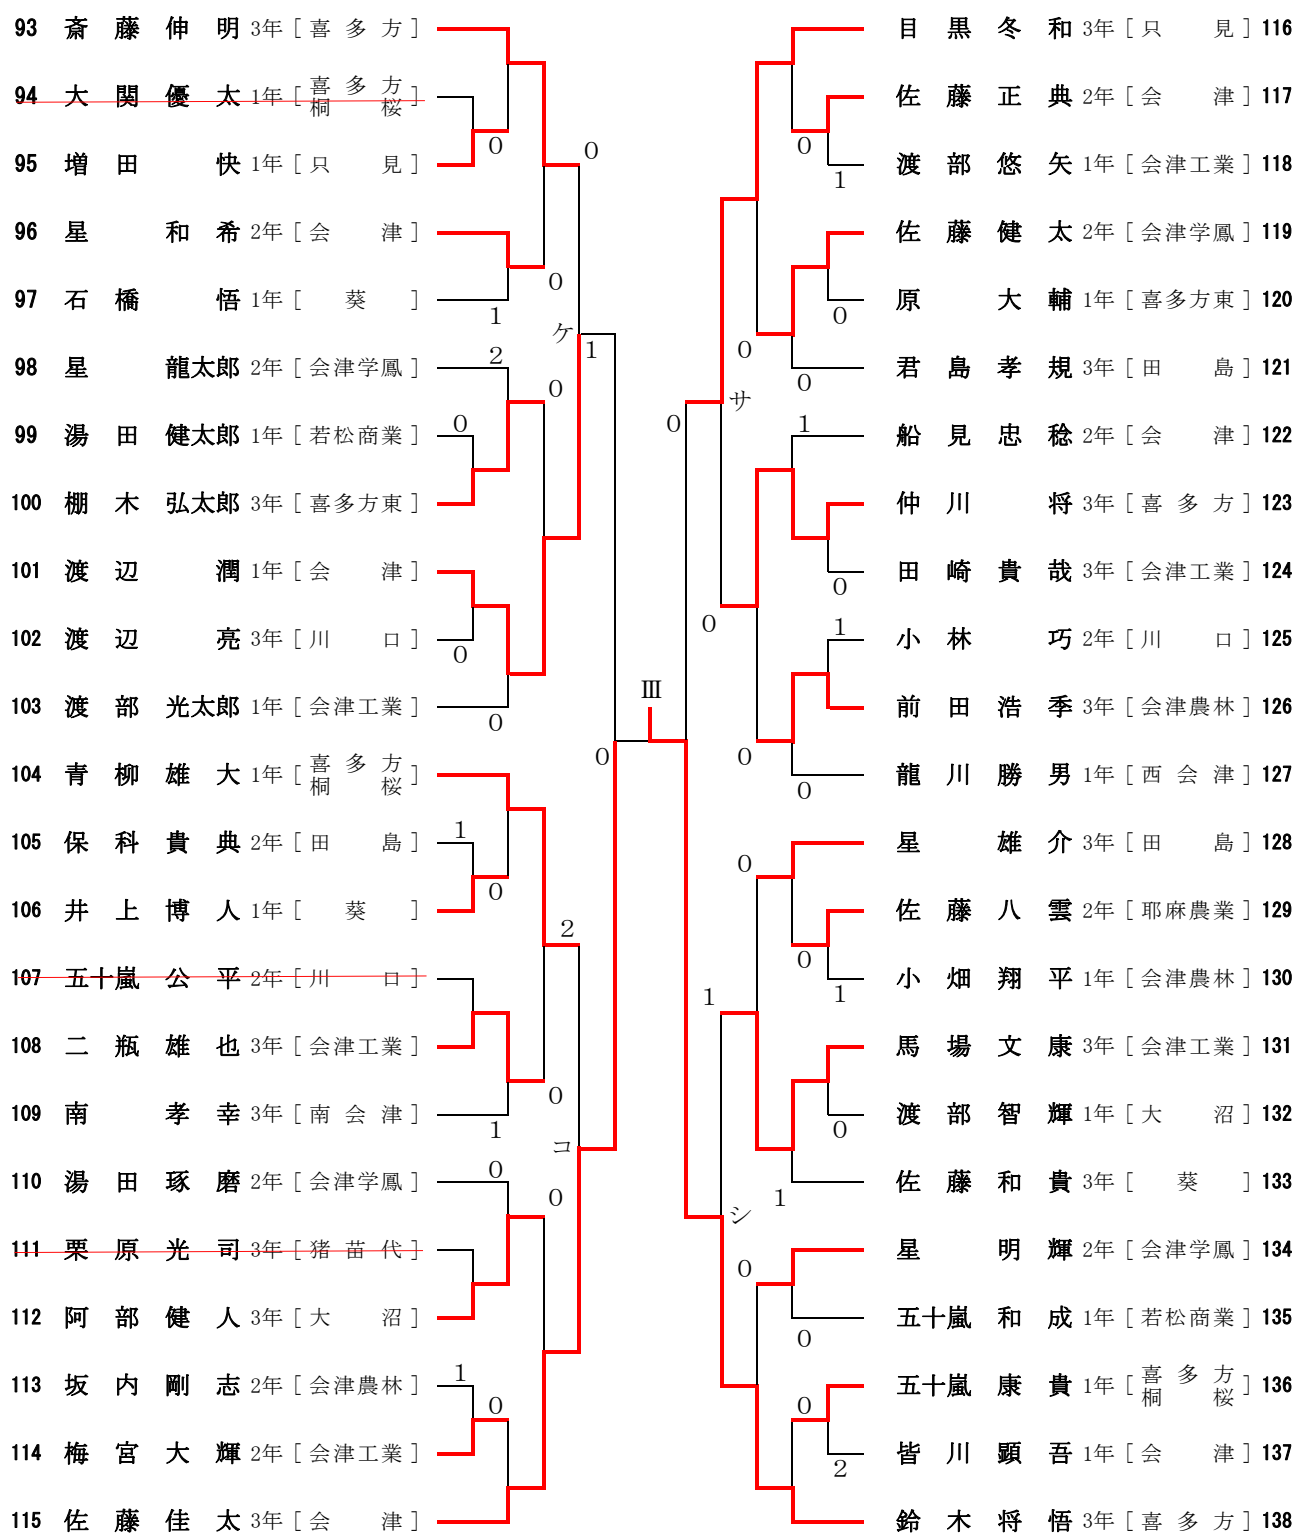 93 斎藤伸明 3年 [ 喜多方 ]
94 大関優太 1年 [ 喜多方桐桜 ]
95 増田快 1年 [ 只見 ]
96 星和希 2年 [ 会津 ]
97 石橋悟 1年 [ 葵 ]
98 星龍太郎 2年 [ 会津学鳳 ]
99 湯田健太郎 1年 [ 若松商業 ]
100 棚木弘太郎 3年 [ 喜多方東 ]
101 渡辺潤 1年 [ 会津 ]
102 渡辺亮 3年 [ 川口 ]
103 渡部光太郎 1年 [ 会津工業 ]
104 青柳雄大 1年 [ 喜多方桐桜 ]
105 保科貴典 2年 [ 田島 ]
106 井上博人 1年 [ 葵 ]
107 五十嵐公平 2年 [ 川口 ]
108 二瓶雄也 3年 [ 会津工業 ]
109 南孝幸 3年 [ 南会津 ]
110 湯田琢磨 2年 [ 会津学鳳 ]
111 栗原光司 3年 [ 猪苗代 ]
112 阿部健人 3年 [ 大沼 ]
113 坂内剛志 2年 [ 会津農林 ]
114 梅宮大輝 2年 [ 会津工業 ]
115 佐藤佳太 3年 [ 会津 ]
0
0
0
1
ケ
1
2
0
0
0
0
1
0
2
0
1
コ
0
0
1
0
0
Ⅲ
0
0
1
0
0
0
サ
1
0
0
1
0
0
0
0
1
1
0
1
シ
0
0
0
2
目黒冬和 3年 [ 只見 ] 116
佐藤正典 2年 [ 会津 ] 117
渡部悠矢 1年 [ 会津工業 ] 118
佐藤健太 2年 [ 会津学鳳 ] 119
原大輔 1年 [ 喜多方東 ] 120
君島孝規 3年 [ 田島 ] 121
船見忠稔 2年 [ 会津 ] 122
仲川将 3年 [ 喜多方 ] 123
田崎貴哉 3年 [ 会津工業 ] 124
小林巧 2年 [ 川口 ] 125
前田浩季 3年 [ 会津農林 ] 126
龍川勝男 1年 [ 西会津 ] 127
星雄介 3年 [ 田島 ] 128
佐藤八雲 2年 [ 耶麻農業 ] 129
小畑翔平 1年 [ 会津農林 ] 130
馬場文康 3年 [ 会津工業 ] 131
渡部智輝 1年 [ 大沼 ] 132
佐藤和貴 3年 [ 葵 ] 133
星明輝 2年 [ 会津学鳳 ] 134
五十嵐和成 1年 [ 若松商業 ] 135
五十嵐康貴 1年 [ 喜多方桐桜 ] 136
皆川顕吾 1年 [ 会津 ] 137
鈴木将悟 3年 [ 喜多方 ] 138